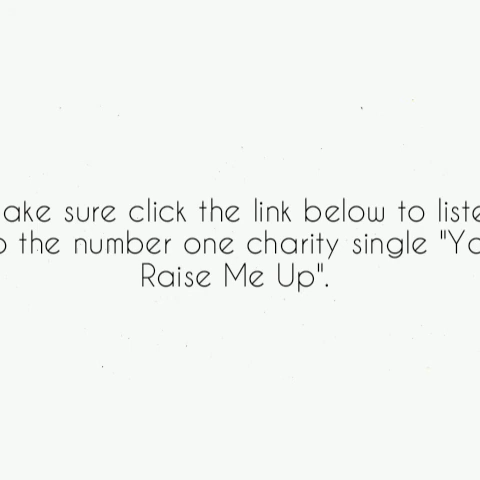 ake sure click the link below to liste
o the number one charity single "Yo
Raise Me Up".